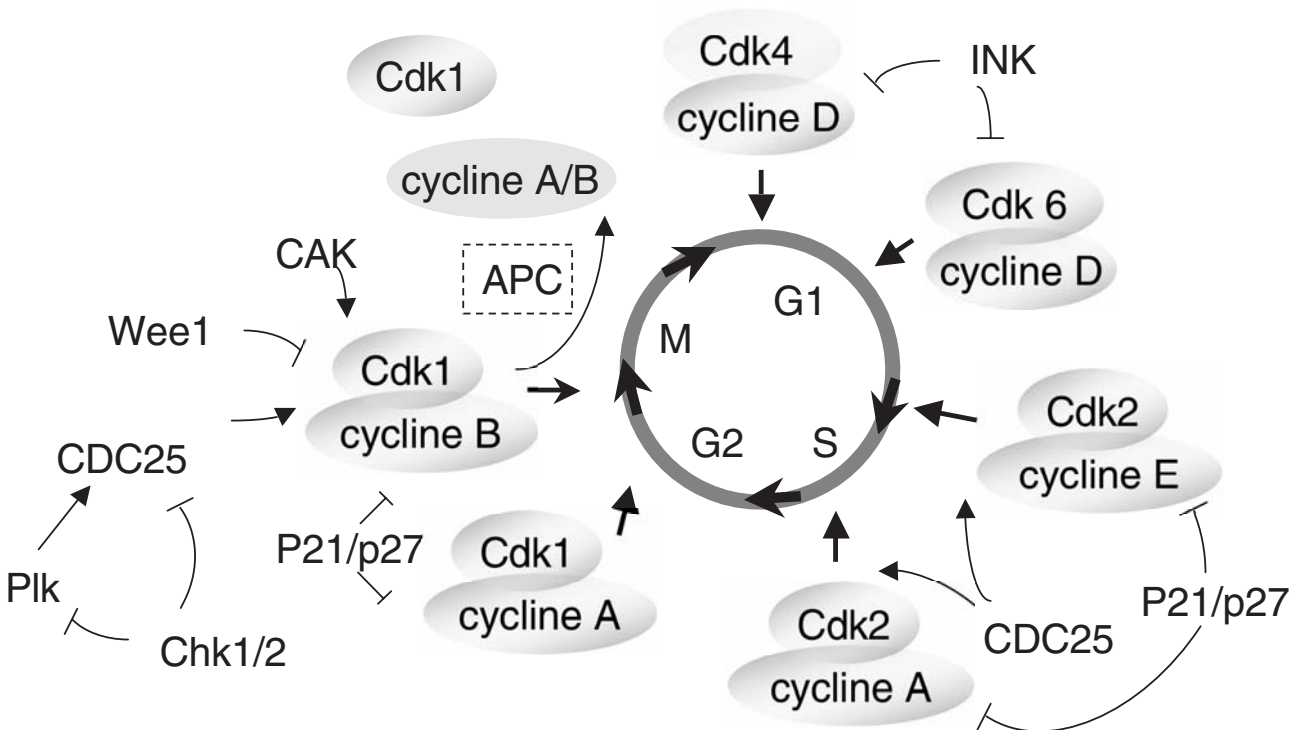 Cdk4
cycline D
INK
Cdk1
cycline A/B
Cdk 6
cycline D
CAK
APC
G1
Wee1
M
Cdk1
cycline B
Cdk2
cycline E
G2
S
CDC25
P21/p27
Cdk1
cycline A
Plk
Chk1/2
Cdk2
cycline A
CDC25
P21/p27